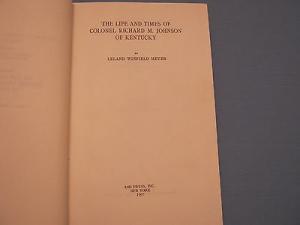 THE LIFE AND TIMES OF
COLONEL RICHARD M. JOHNSON
OF KENTUCKY
BY
LELAND WINFIELD MEYER
AMS PRESS, INC.
NEW YORK
1967